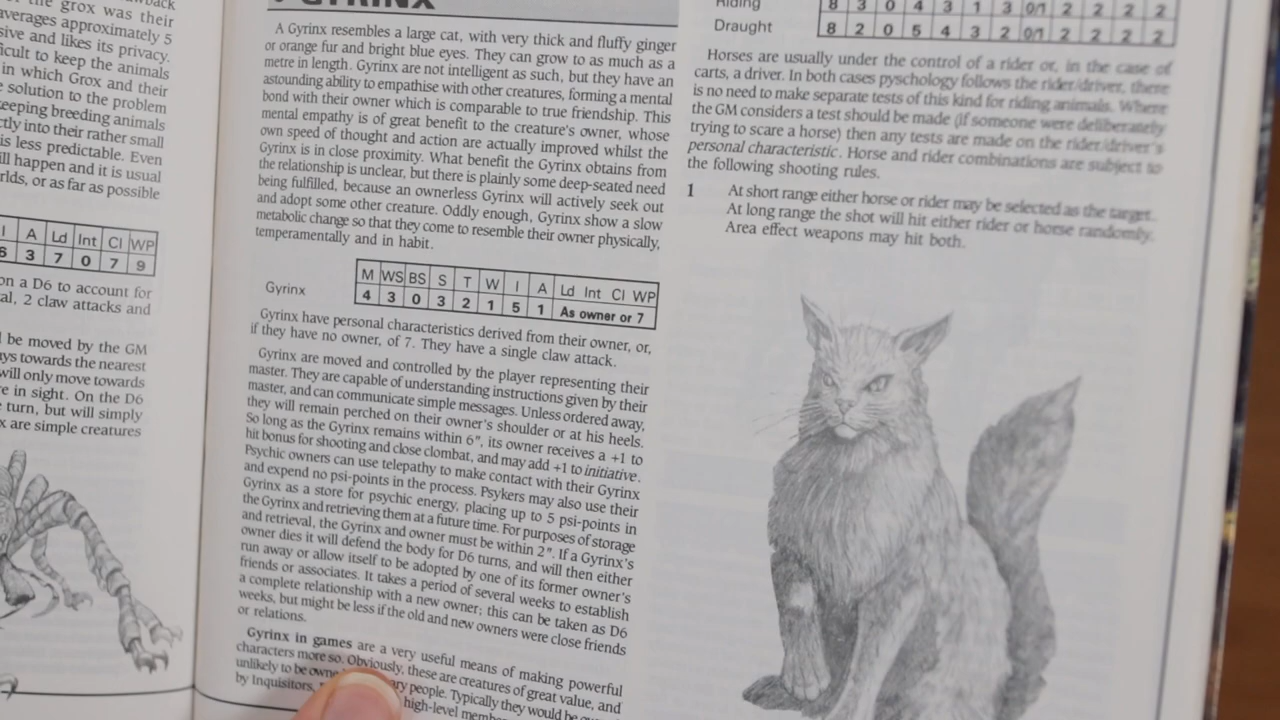 the grox was their
averages approximately 5
sive and likes its privacy.
ficult to keep the animals
in which Grox and their
solution to the problem
keeping breeding animals
ctly into their rather small
is less predictable. Even
ill happen and it is usual
rlds, or as far as possible
I A Ld Int Cl WP
6 3 7 0 7 9
on a D6 to account for
al, 2 claw attacks and
be moved by the GM
ys towards the nearest
will only move towards
re in sight. On the D6
turn, but will simply
x are simple creatures
GYRINX
A Gyrinx resembles a large cat, with very thick and fluffy ginger
or orange fur and bright blue eyes. They can grow to as much as a
metre in length. Gyrinx are not intelligent as such, but they have an
astounding ability to empathise with other creatures, forming a mental
bond with their owner which is comparable to true friendship. This
mental empathy is of great benefit to the creature's owner, whose
own speed of thought and action are actually improved whilst the
Gyrinx is in close proximity. What benefit the Gyrinx obtains from
the relationship is unclear, but there is plainly some deep-seated need
being fulfilled, because an ownerless Gyrinx will actively seek out
and adopt some other creature. Oddly enough, Gyrinx show a slow
metabolic change so that they come to resemble their owner physically,
temperamentally and in habit.
M WS BS S T W I A Ld Int Cl WP
Gyrinx 4 3 0 3 2 1 5 1 As owner or 7
Gyrinx have personal characteristics derived from their owner, or,
if they have no owner, of 7. They have a single claw attack.
Gyrinx are moved and controlled by the player representing their
master. They are capable of understanding instructions given by their
master, and can communicate simple messages. Unless ordered away,
they will remain perched on their owner's shoulder or at his heels.
So long as the Gyrinx remains within 6", its owner receives a +1 to
hit bonus for shooting and close clombat, and may add +1 to initiative.
Psychic owners can use telepathy to make contact with their Gyrinx
and expend no psi-points in the process. Psykers may also use their
Gyrinx as a store for psychic energy, placing up to 5 psi-points in
the Gyrinx and retrieving them at a future time. For purposes of storage
and retrieval, the Gyrinx and owner must be within 2". If a Gyrinx's
owner dies it will defend the body for D6 turns, and will then either
run away or allow itself to be adopted by one of its former owner's
friends or associates. It takes a period of several weeks to establish
a complete relationship with a new owner; this can be taken as D6
weeks, but might be less if the old and new owners were close friends
or relations.
Gyrinx in games are a very useful means of making powerful
characters more so. Obviously, these are creatures of great value, and
unlikely to be people. Typically they would be
by Inquisitors, high-level
Riding 8 3 0 4 3 1 3 0/1 2 2 2 2
Draught 8 2 0 5 4 3 2 0/1 2 2 2 2
Horses are usually under the control of a rider or, in the case of
carts, a driver. In both cases pyschology follows the rider/driver, there
is no need to make separate tests of this kind for riding animals. Where
the GM considers a test should be made (if someone were deliberately
trying to scare a horse) then any tests are made on the rider/driver's
personal characteristic. Horse and rider combinations are subject to
the following shooting rules.
1 At short range either horse or rider may be selected as the target.
At long range the shot will hit either rider or horse randomly.
Area effect weapons may hit both.